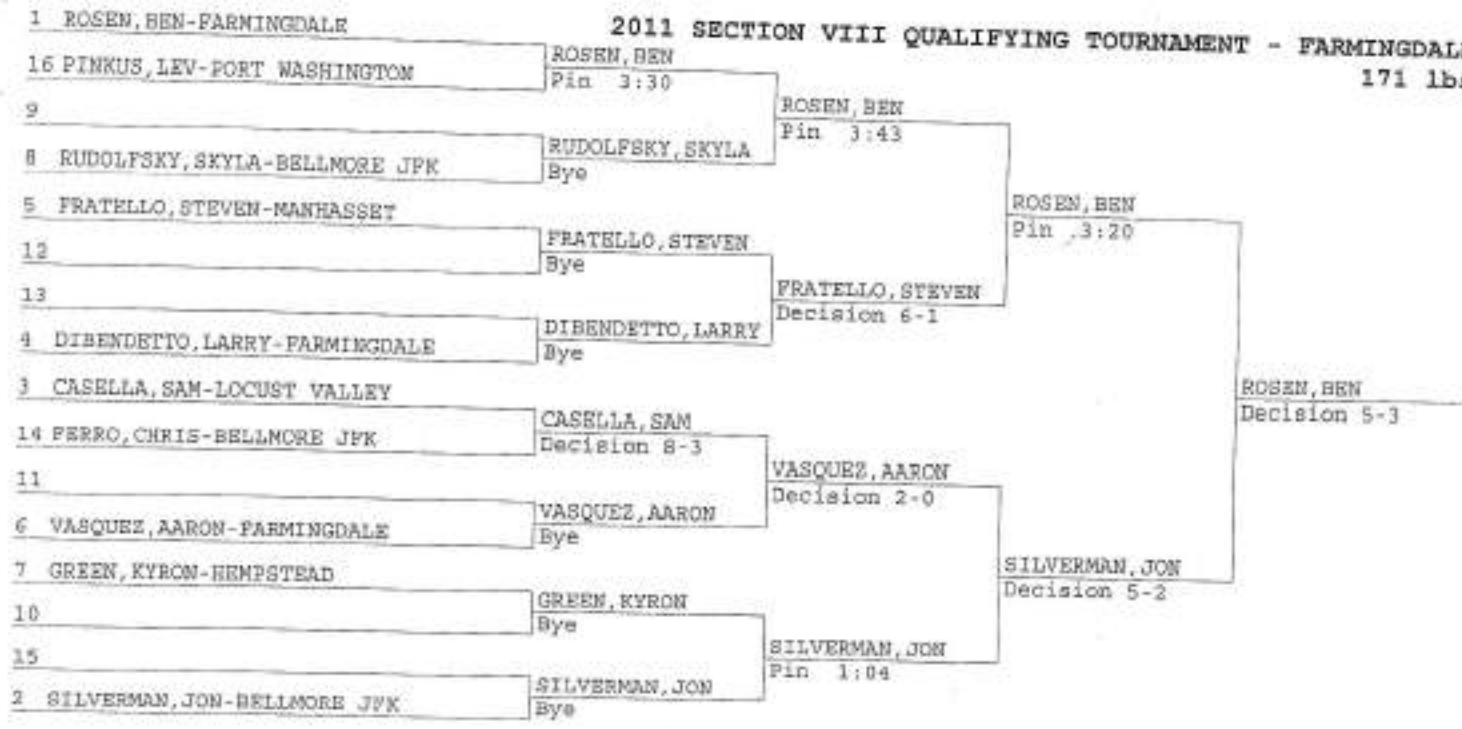 2011 SECTION VIII QUALIFYING TOURNAMENT - FARMINGDALE
171 lbs
1 ROSEN,BEN-FARMINGDALE
16 PINKUS,LEV-PORT WASHINGTON
9
8 RUDOLFSKY,SKYLA-BELLMORE JFK
5 FRATELLO,STEVEN-MANHASSET
12
13
4 DIBENDETTO,LARRY-FARMINGDALE
3 CASELLA,SAM-LOCUST VALLEY
14 FERRO,CHRIS-BELLMORE JFK
11
6 VASQUEZ,AARON-FARMINGDALE
7 GREEN,KYRON-HEMPSTEAD
10
15
2 SILVERMAN,JON-BELLMORE JFK
ROSEN,BEN
Pin 3:30
RUDOLFSKY,SKYLA
Bye
FRATELLO,STEVEN
Bye
DIBENDETTO,LARRY
Bye
CASELLA,SAM
Decision 8-3
VASQUEZ,AARON
Bye
GREEN,KYRON
Bye
SILVERMAN,JON
Bye
ROSEN,BEN
Pin 3:43
FRATELLO,STEVEN
Decision 6-1
VASQUEZ,AARON
Decision 2-0
SILVERMAN,JON
Pin 1:04
ROSEN,BEN
Pin 3:20
SILVERMAN,JON
Decision 5-2
ROSEN,BEN
Decision 5-3